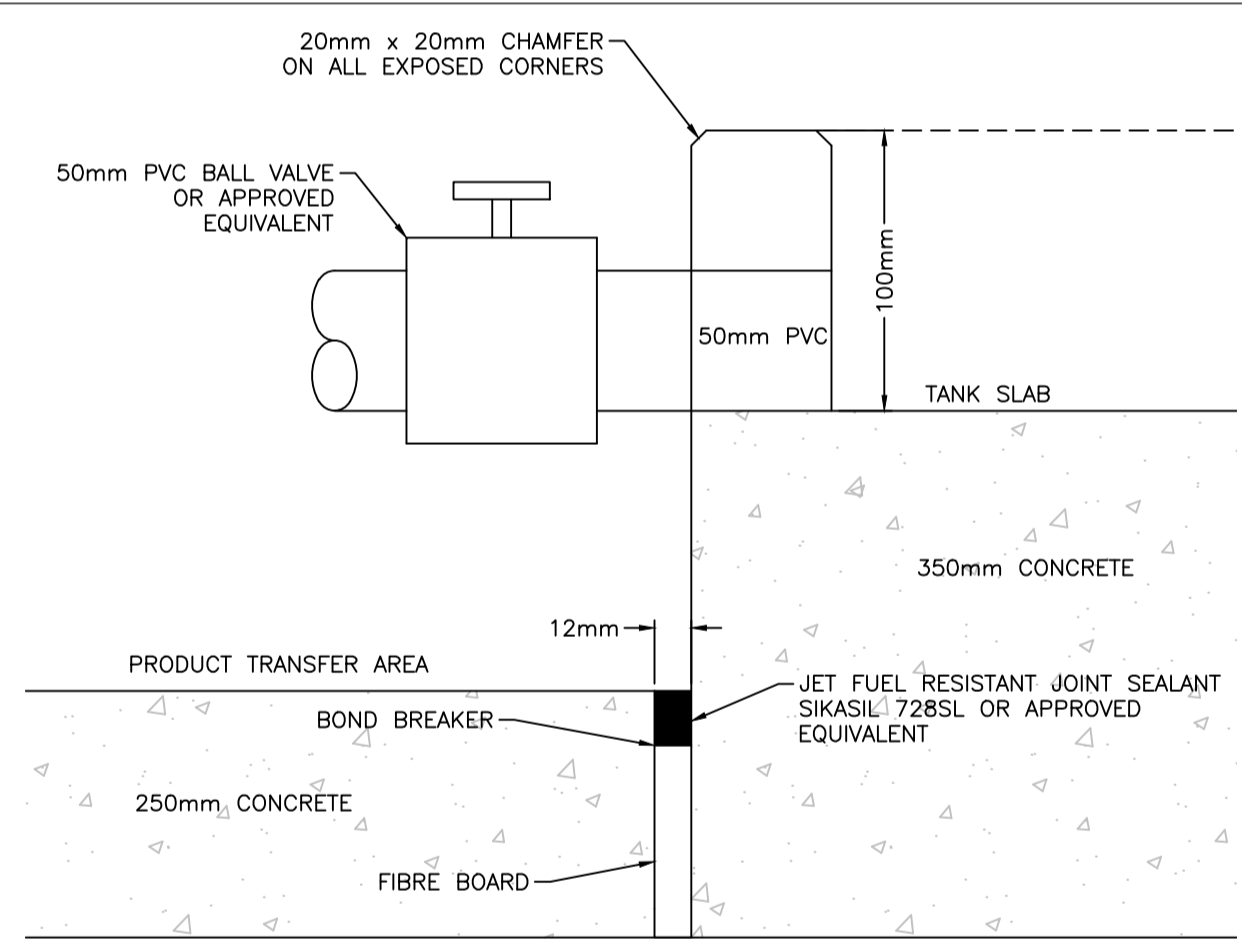 20mm x 20mm CHAMFER
ON ALL EXPOSED CORNERS
50mm PVC BALL VALVE
OR APPROVED
EQUIVALENT
100mm
50mm PVC
TANK SLAB
350mm CONCRETE
12mm
PRODUCT TRANSFER AREA
JET FUEL RESISTANT JOINT SEALANT
SIKASIL 728SL OR APPROVED
EQUIVALENT
BOND BREAKER
250mm CONCRETE
FIBRE BOARD